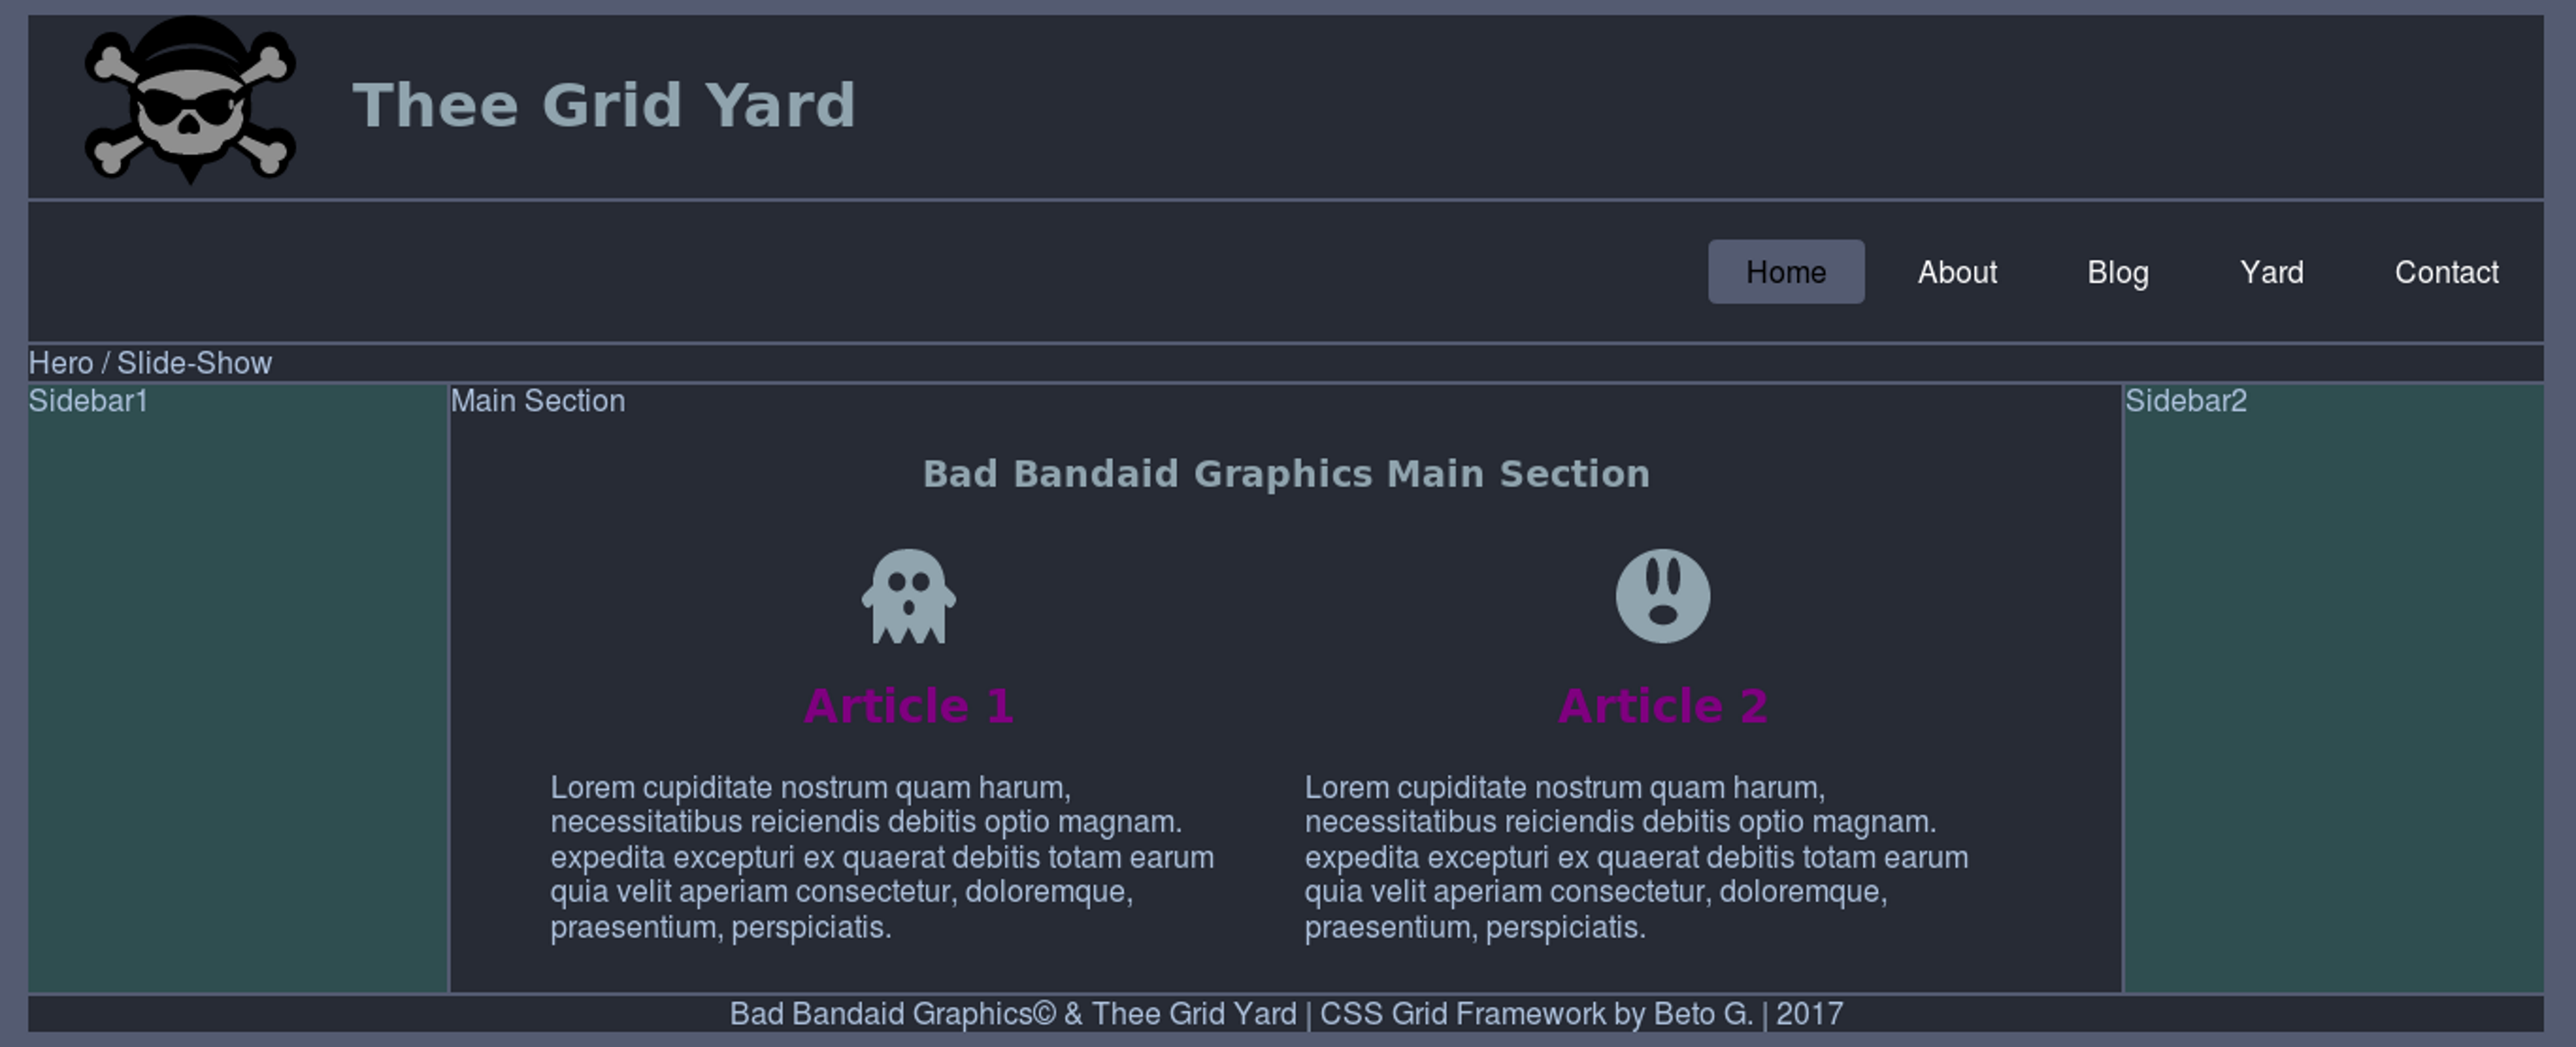 Thee Grid Yard
Home About Blog Yard Contact
Hero / Slide-Show
Sidebar1
Main Section
Bad Bandaid Graphics Main Section
Article 1
Lorem cupiditate nostrum quam harum,
necessitatibus reiciendis debitis optio magnam.
expedita excepturi ex quaerat debitis totam earum
quia velit aperiam consectetur, doloremque,
praesentium, perspiciatis.
Article 2
Lorem cupiditate nostrum quam harum,
necessitatibus reiciendis debitis optio magnam.
expedita excepturi ex quaerat debitis totam earum
quia velit aperiam consectetur, doloremque,
praesentium, perspiciatis.
Sidebar2
Bad Bandaid Graphics© & Thee Grid Yard | CSS Grid Framework by Beto G. | 2017